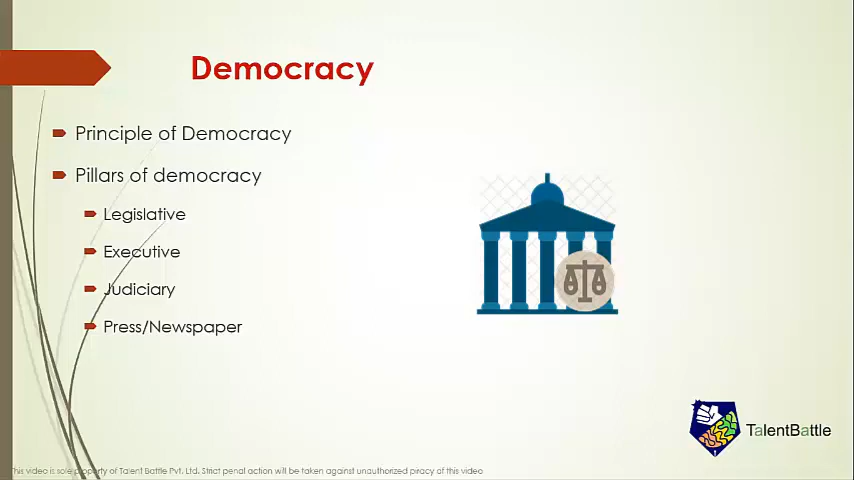 Democracy
Principle of Democracy
Pillars of democracy
Legislative
Executive
Judiciary
Press/Newspaper
TalentBattle
This video is sole property of Talent Battle Pvt. Ltd. Strict penal action will be taken against unauthorized piracy of this video